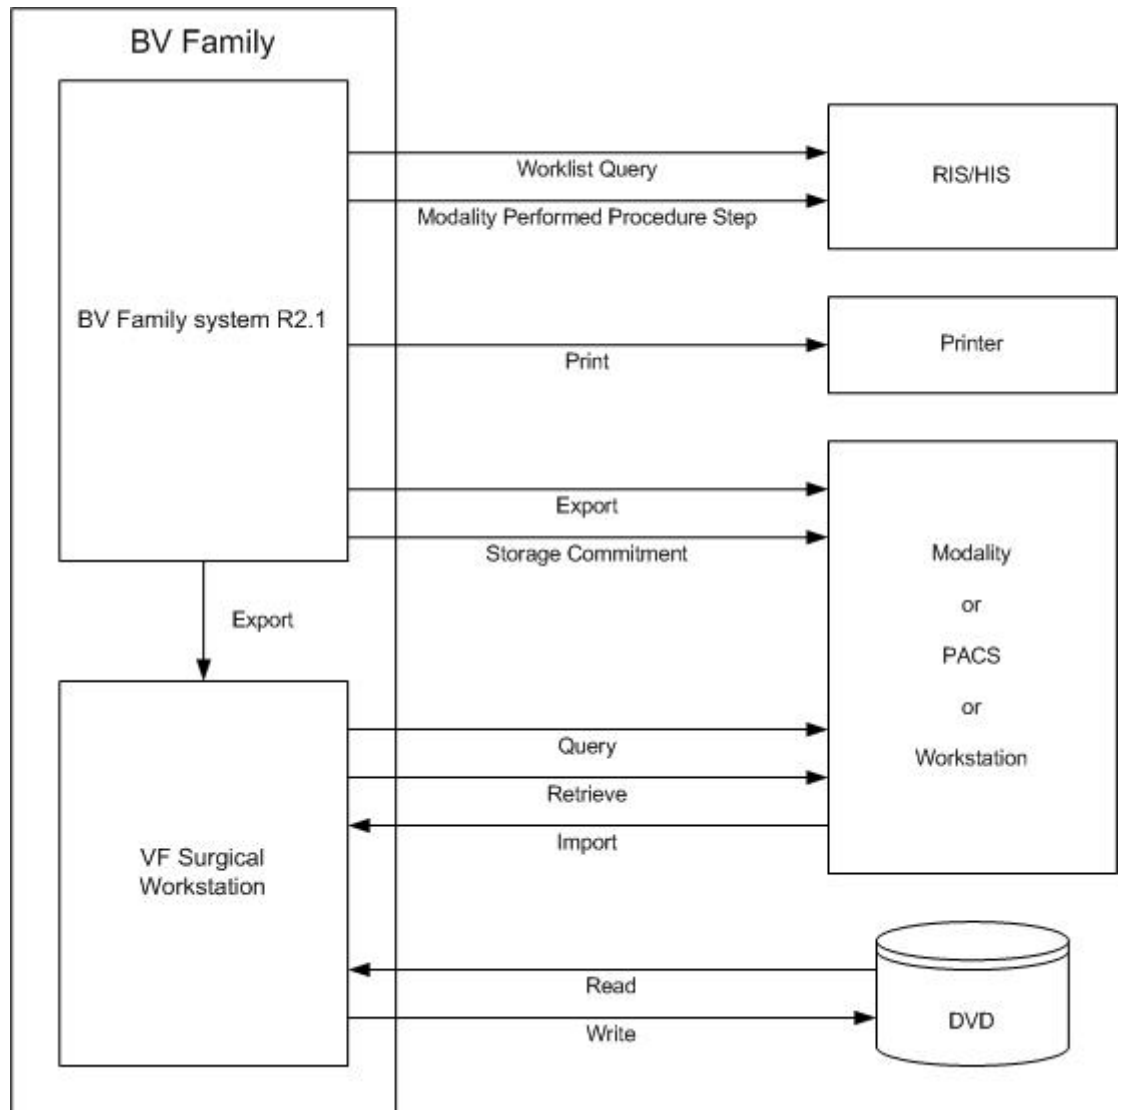 BV Family
BV Family system R2.1
Worklist Query
Modality Performed Procedure Step
RIS/HIS
Print
Printer
Export
Storage Commitment
Modality
or
PACS
or
Workstation
Export
VF Surgical
Workstation
Query
Retrieve
Import
Read
Write
DVD